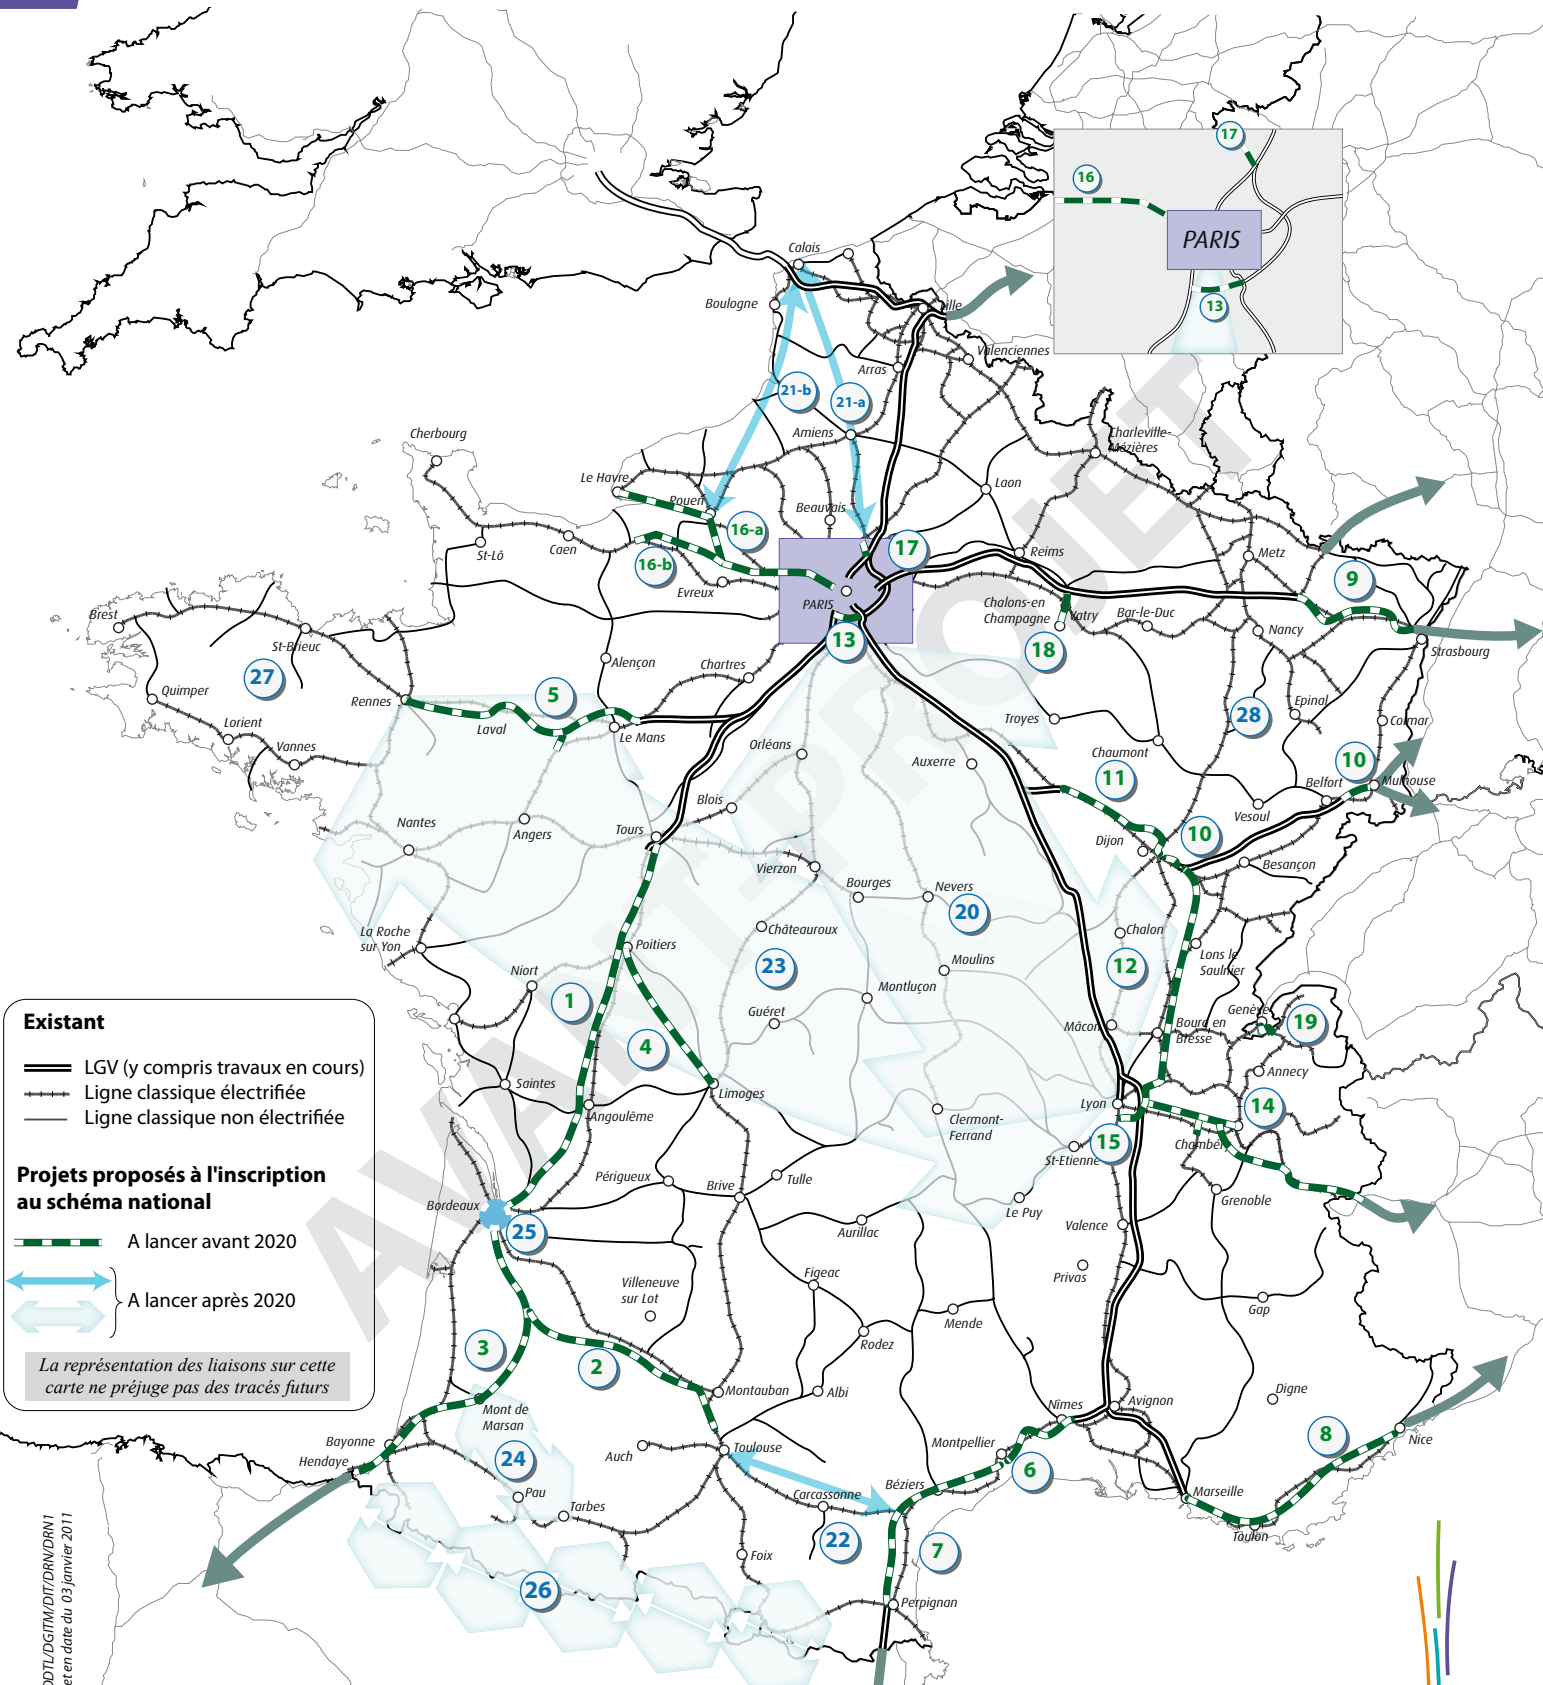 17
16
PARIS
13
Calais
Boulogne
Lille
Valenciennes
Arras
21-b
21-a
Amiens
Charleville-
Mézières
Cherbourg
Le Havre
Rouen
Beauvais
Laon
16-a
17
Reims
Metz
St-Lô
Caen
16-b
Evreux
PARIS
9
Chalons-en
Champagne
Vatry
Bar-le-Duc
Nancy
Strasbourg
Brest
St-Brieuc
27
13
18
Alençon
Chartres
Quimper
Rennes
5
Laval
Le Mans
Lorient
Vannes
Troyes
28
Epinal
Colmar
Orléans
Auxerre
Chaumont
11
10
Belfort
Mulhouse
Blois
Nantes
Angers
Tours
Vesoul
Dijon
10
Besançon
Vierzon
Bourges
Nevers
20
La Roche
sur Yon
Châteauroux
Chalon
Poitiers
Lons le
Saulnier
Niort
1
23
Moulins
12
Montluçon
Guéret
Mâcon
Bourg en
Bresse
Genève
19
4
Annecy
Saintes
Limoges
Angoulême
Lyon
14
Clermont-
Ferrand
15
Chambéry
St-Etienne
Périgueux
Brive
Tulle
Grenoble
Bordeaux
25
Aurillac
Le Puy
Valence
Villeneuve
sur Lot
Figeac
Privas
Mende
Gap
3
2
Rodez
Montauban
Albi
Mont de
Marsan
Nîmes
Avignon
Digne
Bayonne
Hendaye
24
Auch
Toulouse
Montpellier
6
8
Nice
Béziers
Carcassonne
Marseille
Pau
Tarbes
22
7
Toulon
26
Foix
Perpignan
AVANT-PROJET
Existant
LGV (y compris travaux en cours)
Ligne classique électrifiée
Ligne classique non électrifiée
Projets proposés à l'inscription
au schéma national
A lancer avant 2020
A lancer après 2020
La représentation des liaisons sur cette
carte ne préjuge pas des tracés futurs
DDTL/DGITM/DIT/DRN/DRN1
et en date du 03 janvier 2011